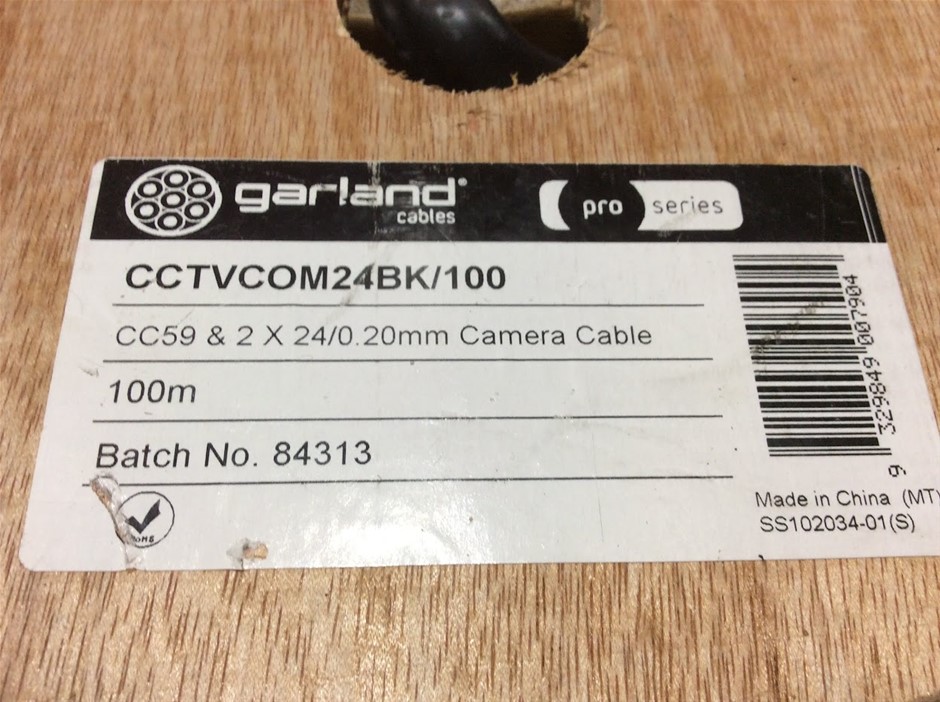 garland®
cables
pro series
CCTVCOM24BK/100
CC59 & 2 X 24/0.20mm Camera Cable
100m
Batch No. 84313
9 329849 007904
Made in China (MT)
SS102034-01(S)